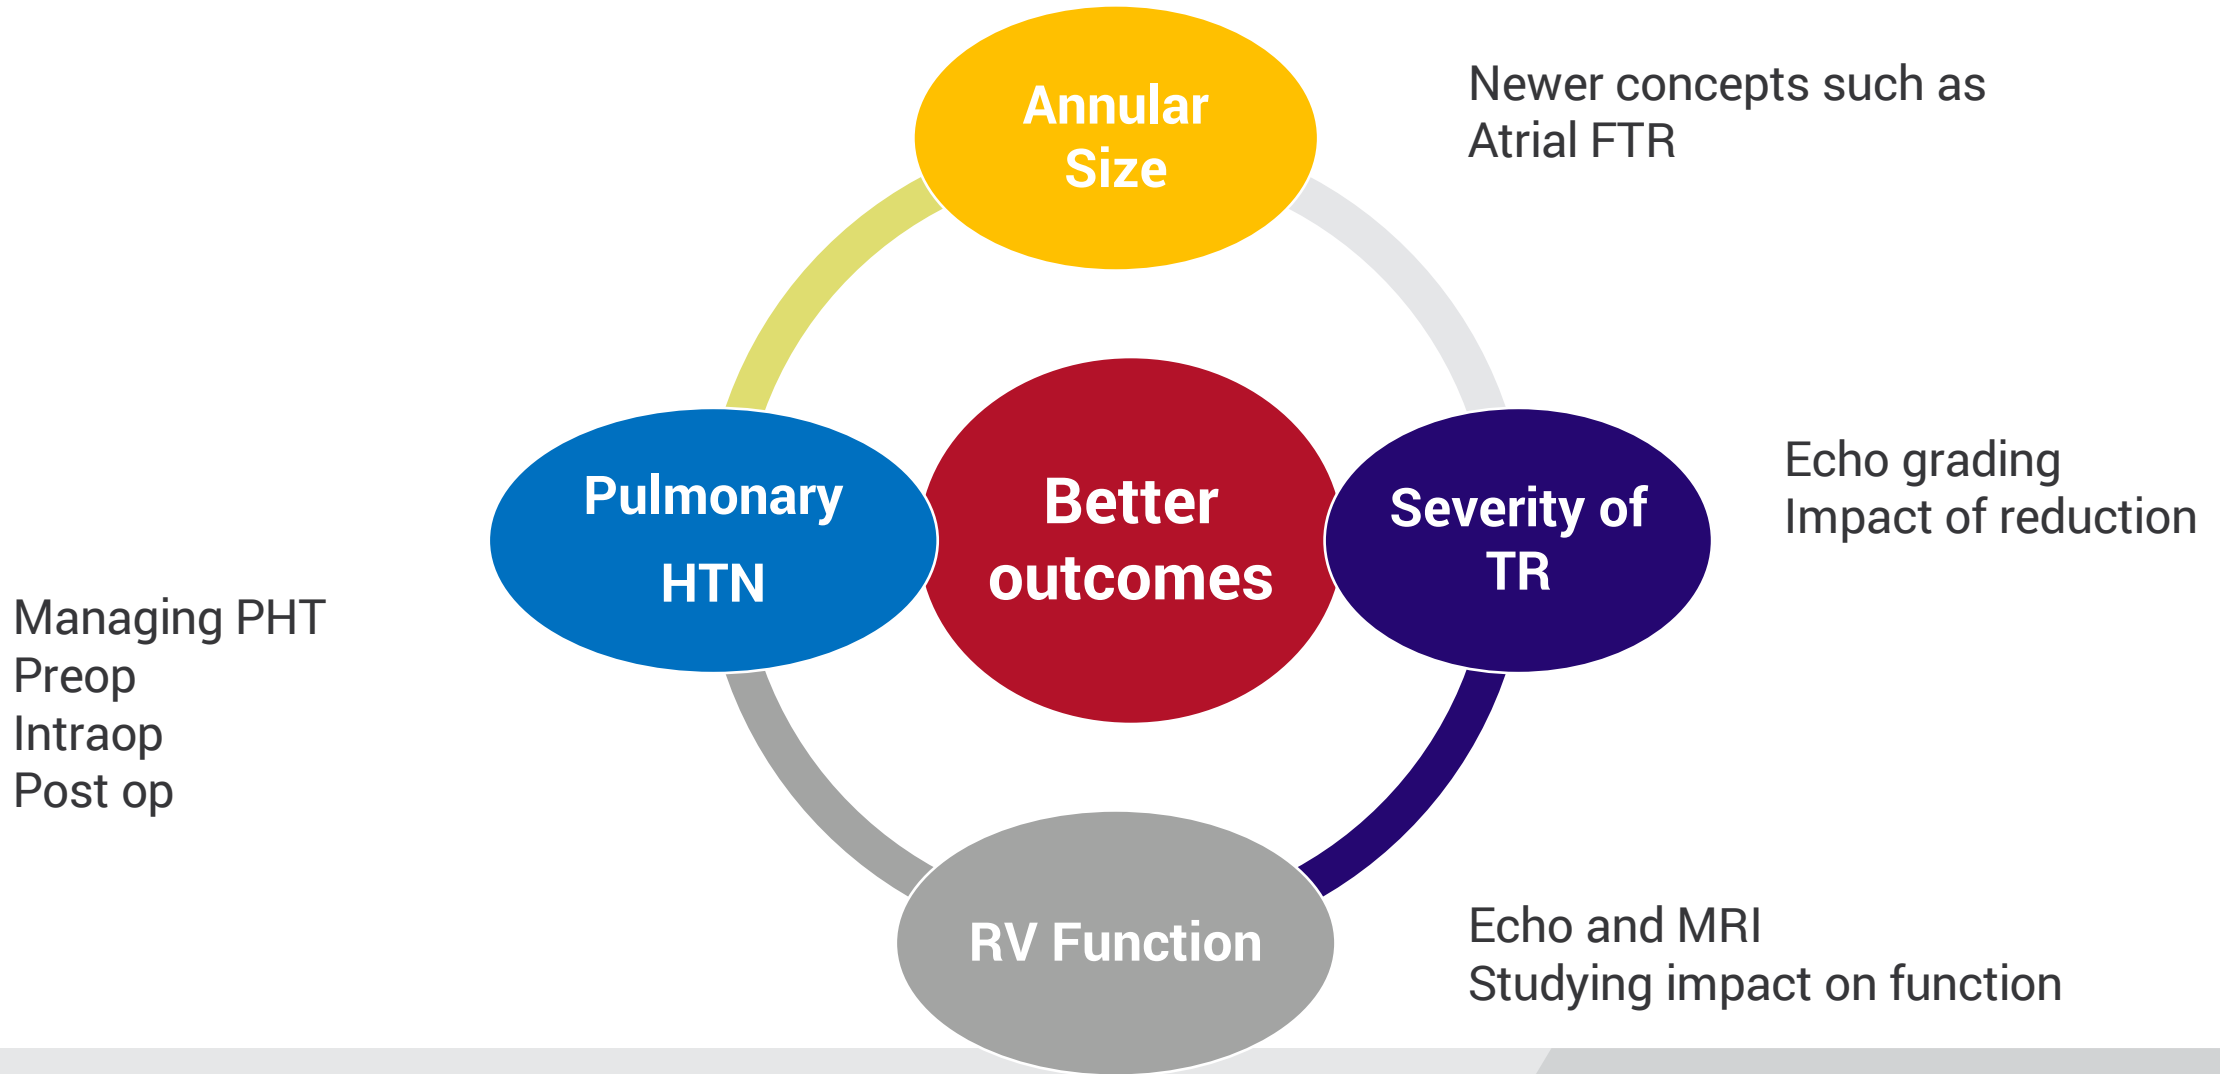 Annular
Size
Newer concepts such as
Atrial FTR
Pulmonary
HTN
Better
outcomes
Severity of
TR
Echo grading
Impact of reduction
Managing PHT
Preop
Intraop
Post op
RV Function
Echo and MRI
Studying impact on function